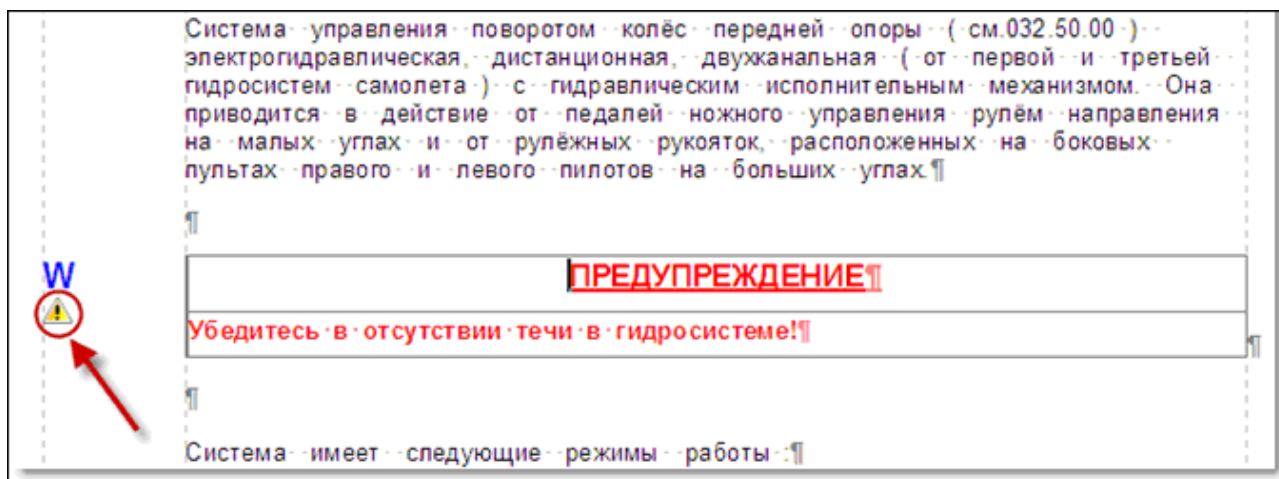 Система управления поворотом колёс передней опоры ( см.032.50.00 )
электрогидравлическая, дистанционная, двухканальная ( от первой и третьей
гидросистем самолета ) с гидравлическим исполнительным механизмом. Она
приводится в действие от педалей ножного управления рулём направления
на малых углах и от рулёжных рукояток, расположенных на боковых
пультах правого и левого пилотов на больших углах.¶
¶
W
ПРЕДУПРЕЖДЕНИЕ¶
Убедитесь в отсутствии течи в гидросистеме!¶
¶
¶
Система имеет следующие режимы работы :¶